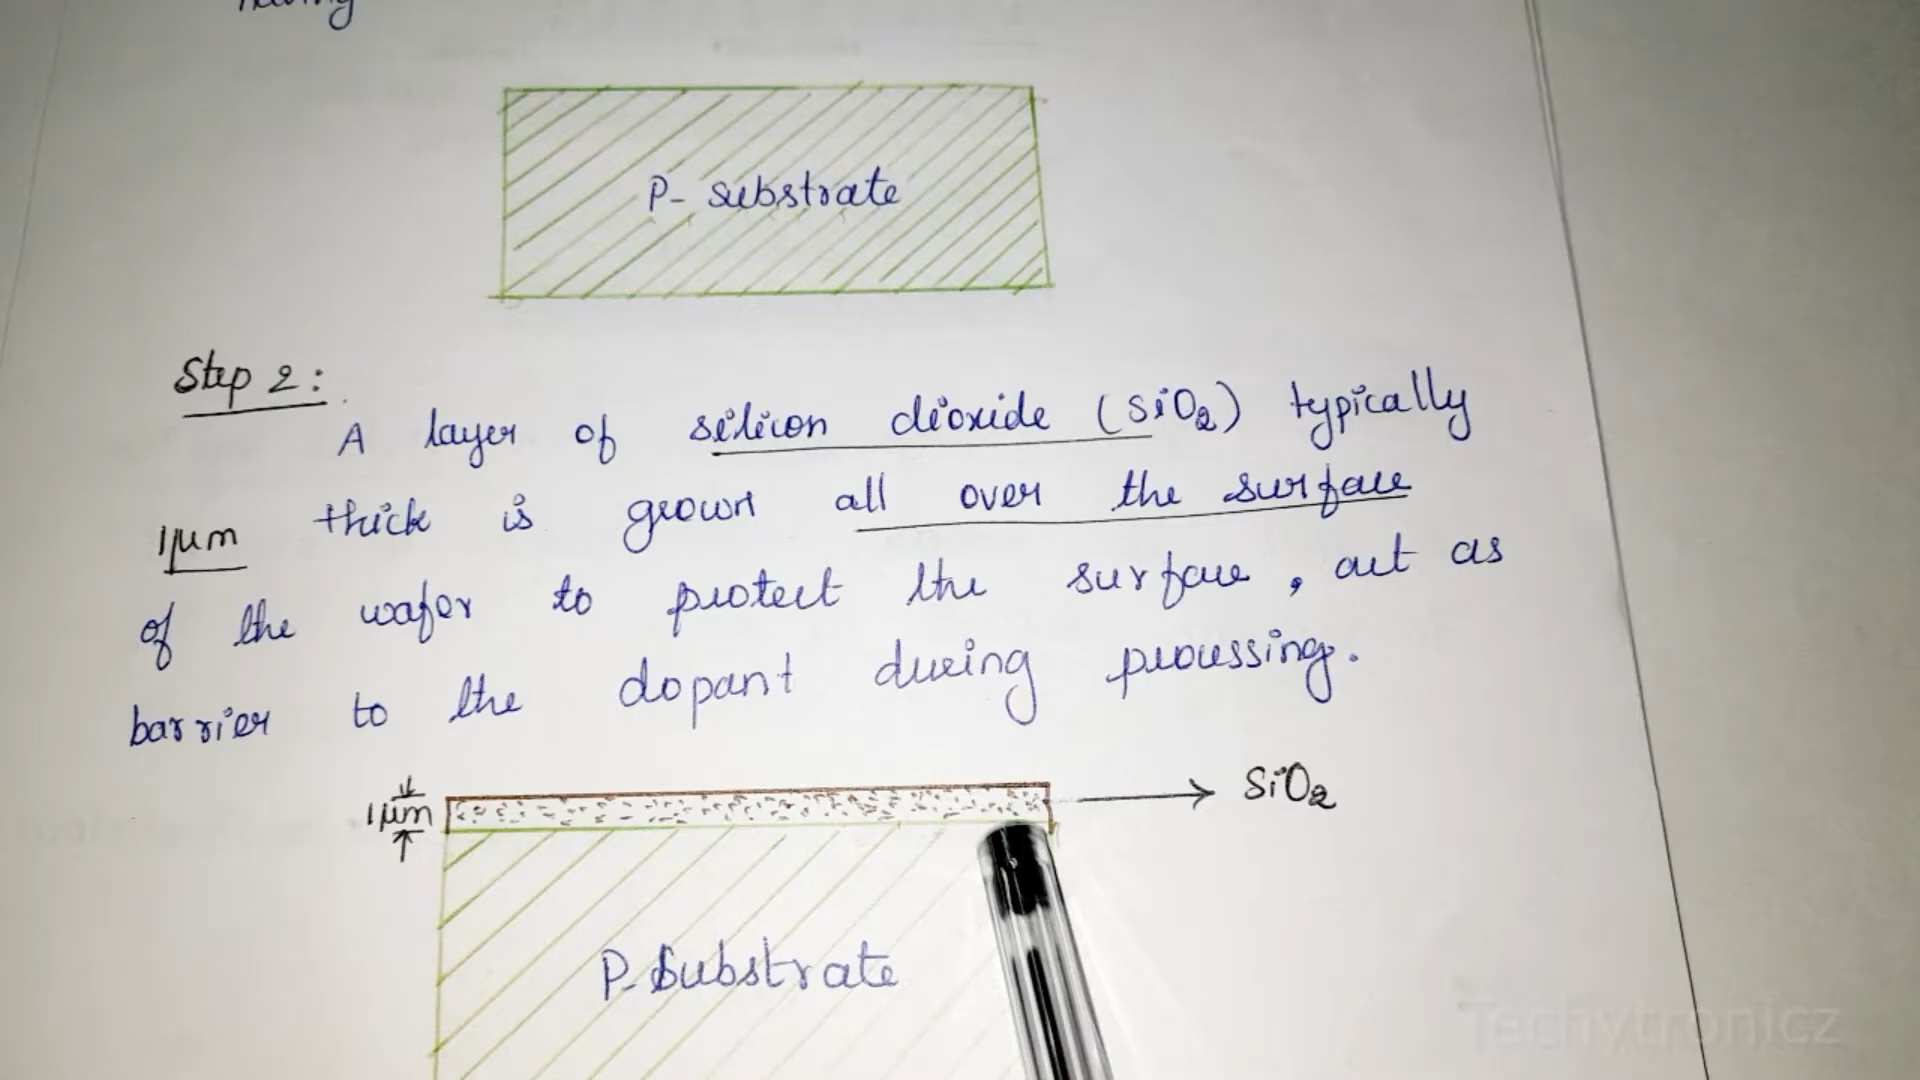 P- substrate
Step 2:
A layer of silicon dioxide (SiO₂) typically
1μm thick is grown all over the surface
of the wafer to protect the surface, act as
barrier to the dopant during processing.
1μm
SiO₂
P-Substrate
Techytronicz